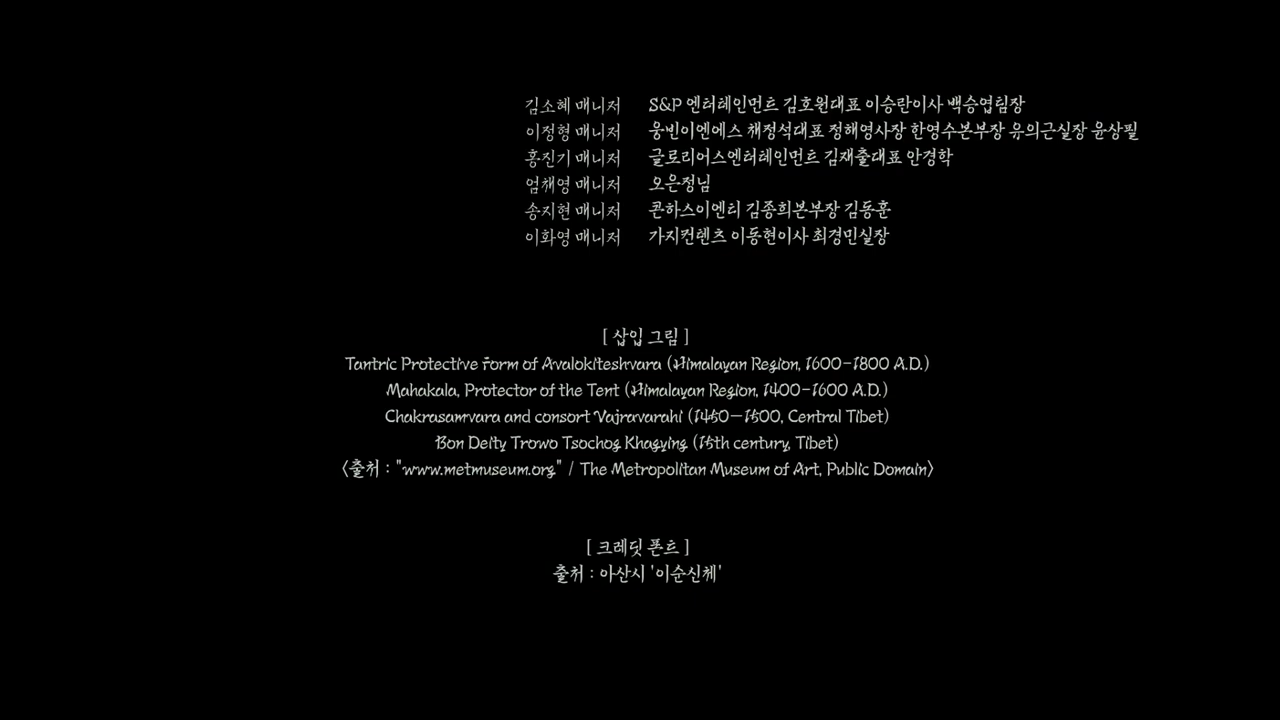 김소혜 매니저 S&P 엔터테인먼트 김호원대표 이승란이사 백승엽팀장
이정형 매니저 웅빈이엔에스 채정석대표 정해영사장 한영수본부장 유의근실장 윤상필
홍진기 매니저 글로리어스엔터테인먼트 김재출대표 안경학
엄채영 매니저 오은정님
송지현 매니저 콘하스이엔티 김종희본부장 김동훈
이화영 매니저 가지컨텐츠 이동현이사 최경민실장
[ 삽입 그림 ]
Tantric Protective Form of Avalokiteshvara (Himalayan Region, 1600-1800 A.D.)
Mahakala, Protector of the Tent (Himalayan Region, 1400-1600 A.D.)
Chakrasamvara and consort Vajravarahi (1450—1500, Central Tibet)
Bon Deity Trowo Tsochog Khagying (15th century, Tibet)
<출처 : "www.metmuseum.org" / The Metropolitan Museum of Art, Public Domain>
[ 크레딧 폰트 ]
출처 : 아산시 '이순신체'